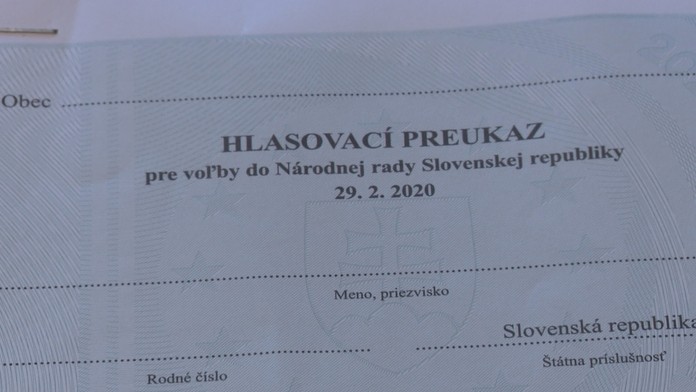 Obec
HLASOVACÍ PREUKAZ
pre voľby do Národnej rady Slovenskej republiky
29. 2. 2020
Meno, priezvisko
Slovenská republika
Rodné číslo
Štátna príslušnosť